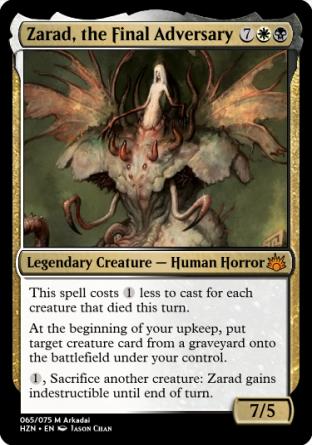 Zarad, the Final Adversary 7
Legendary Creature — Human Horror
This spell costs 1 less to cast for each
creature that died this turn.
At the beginning of your upkeep, put
target creature card from a graveyard onto
the battlefield under your control.
1, Sacrifice another creature: Zarad gains
indestructible until end of turn.
7/5
065/075 M Arkadai
HZN • EN Jason Chan